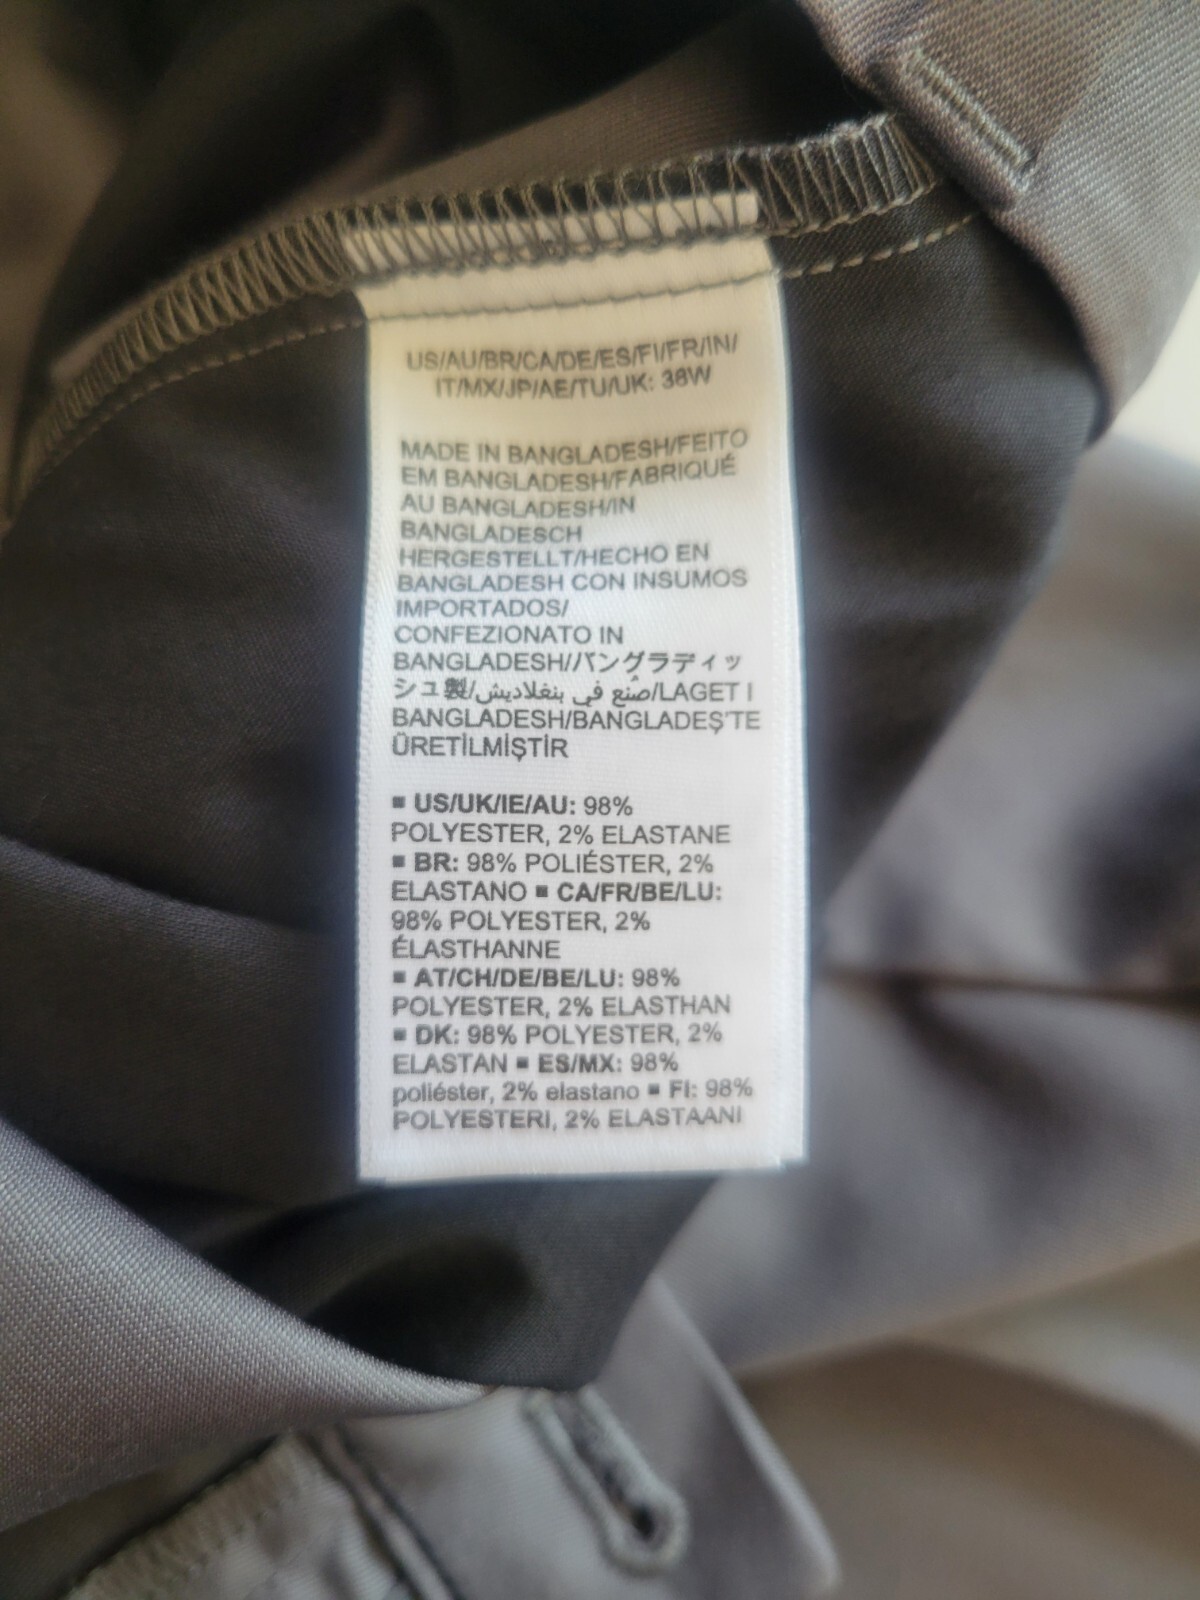 US/AU/BR/CA/DE/ES/FI/FR/IN/
IT/MX/JP/AE/TU/UK: 38W
MADE IN BANGLADESH/FEITO
EM BANGLADESH/FABRIQUÉ
AU BANGLADESH/IN
BANGLADESCH
HERGESTELLT/HECHO EN
BANGLADESH CON INSUMOS
IMPORTADOS/
CONFEZIONATO IN
BANGLADESH/バングラディッ
シュ製/صُنع في بنغلاديش/LAGET I
BANGLADESH/BANGLADEŞ'TE
ÜRETİLMİŞTİR
▪ US/UK/IE/AU: 98%
POLYESTER, 2% ELASTANE
▪ BR: 98% POLIÉSTER, 2%
ELASTANO ▪ CA/FR/BE/LU:
98% POLYESTER, 2%
ÉLASTHANNE
▪ AT/CH/DE/BE/LU: 98%
POLYESTER, 2% ELASTHAN
▪ DK: 98% POLYESTER, 2%
ELASTAN ▪ ES/MX: 98%
poliéster, 2% elastano ▪ FI: 98%
POLYESTERI, 2% ELASTAANI